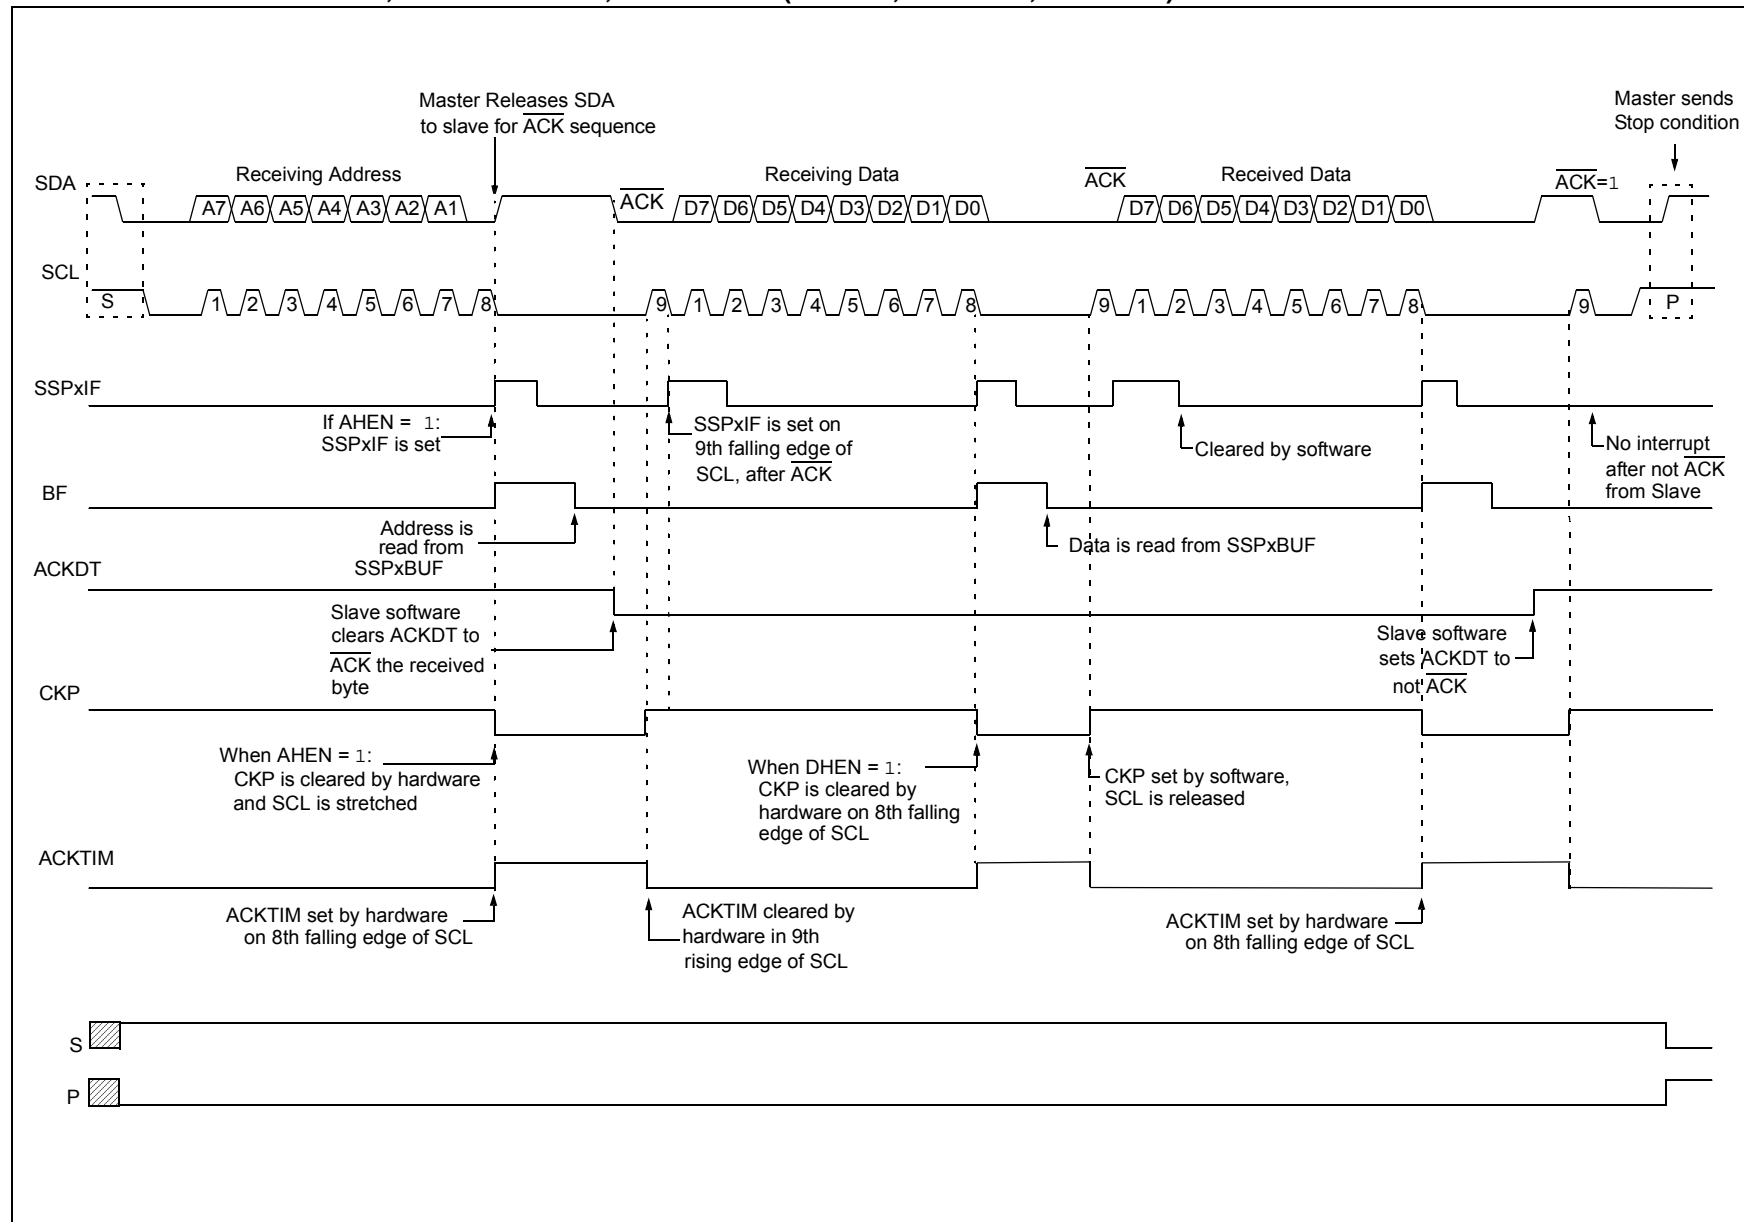 Master Releases SDA
to slave for ACK sequence
Master sends
Stop condition
SDA
Receiving Address
ACK
Receiving Data
ACK
Received Data
ACK=1
A7 A6 A5 A4 A3 A2 A1
D7 D6 D5 D4 D3 D2 D1 D0
D7 D6 D5 D4 D3 D2 D1 D0
SCL
S
1 2 3 4 5 6 7 8
9 1 2 3 4 5 6 7 8
9 1 2 3 4 5 6 7 8
9
P
SSPxIF
If AHEN = 1:
SSPxIF is set
SSPxIF is set on
9th falling edge of
SCL, after ACK
Cleared by software
No interrupt
after not ACK
from Slave
BF
Address is
read from
SSPxBUF
Data is read from SSPxBUF
ACKDT
Slave software
clears ACKDT to
ACK the received
byte
Slave software
sets ACKDT to
not ACK
CKP
When AHEN = 1:
CKP is cleared by hardware
and SCL is stretched
When DHEN = 1:
CKP is cleared by
hardware on 8th falling
edge of SCL
CKP set by software,
SCL is released
ACKTIM
ACKTIM set by hardware
on 8th falling edge of SCL
ACKTIM cleared by
hardware in 9th
rising edge of SCL
ACKTIM set by hardware
on 8th falling edge of SCL
S
P